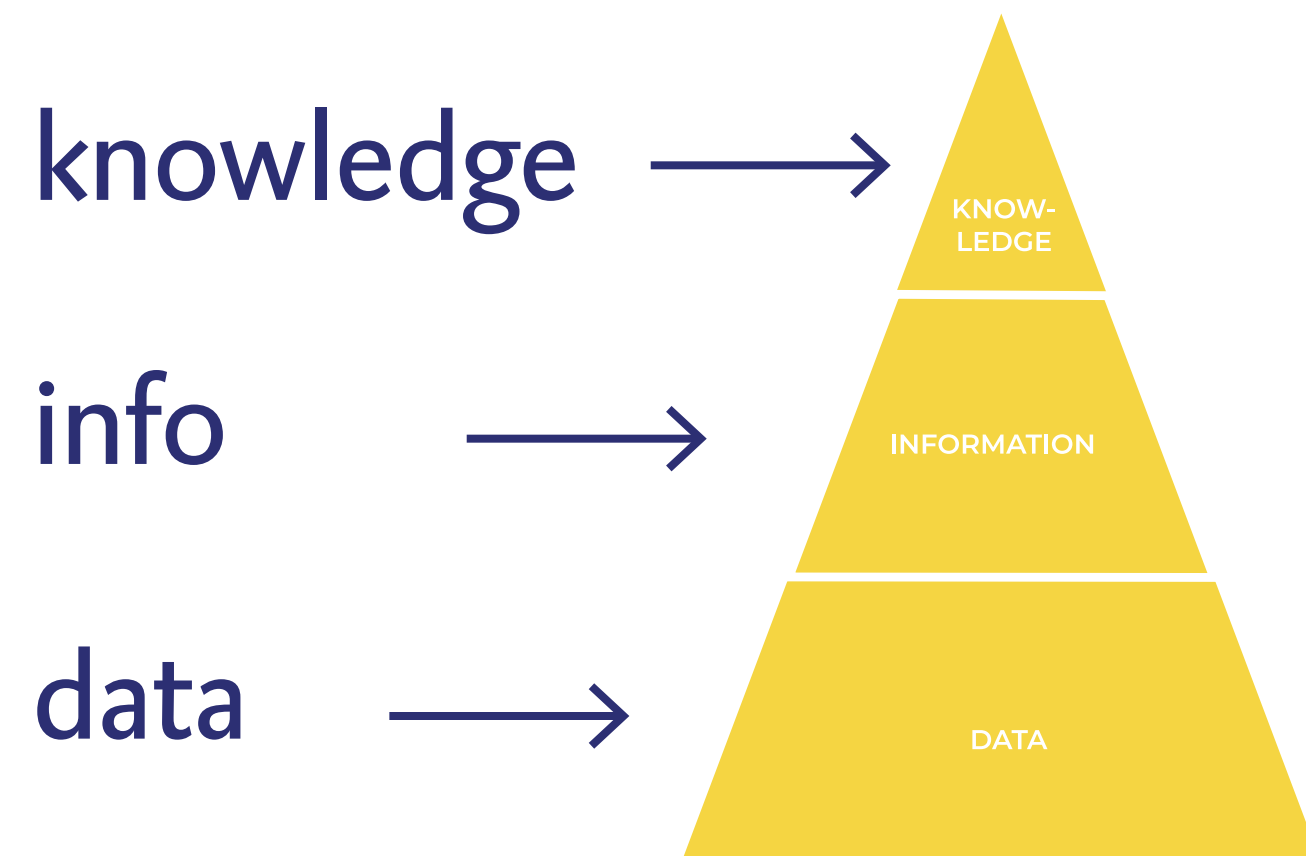 knowledge
KNOW-
LEDGE
info
INFORMATION
data
DATA